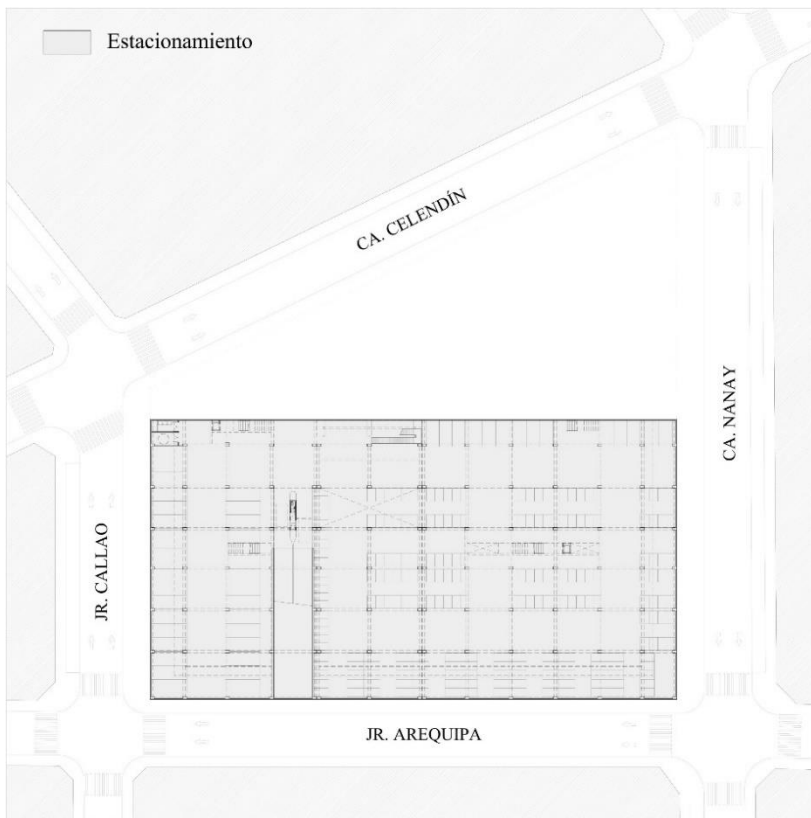 Estacionamiento
CA. CELENDÍN
CA. NANAY
JR. CALLAO
JR. AREQUIPA